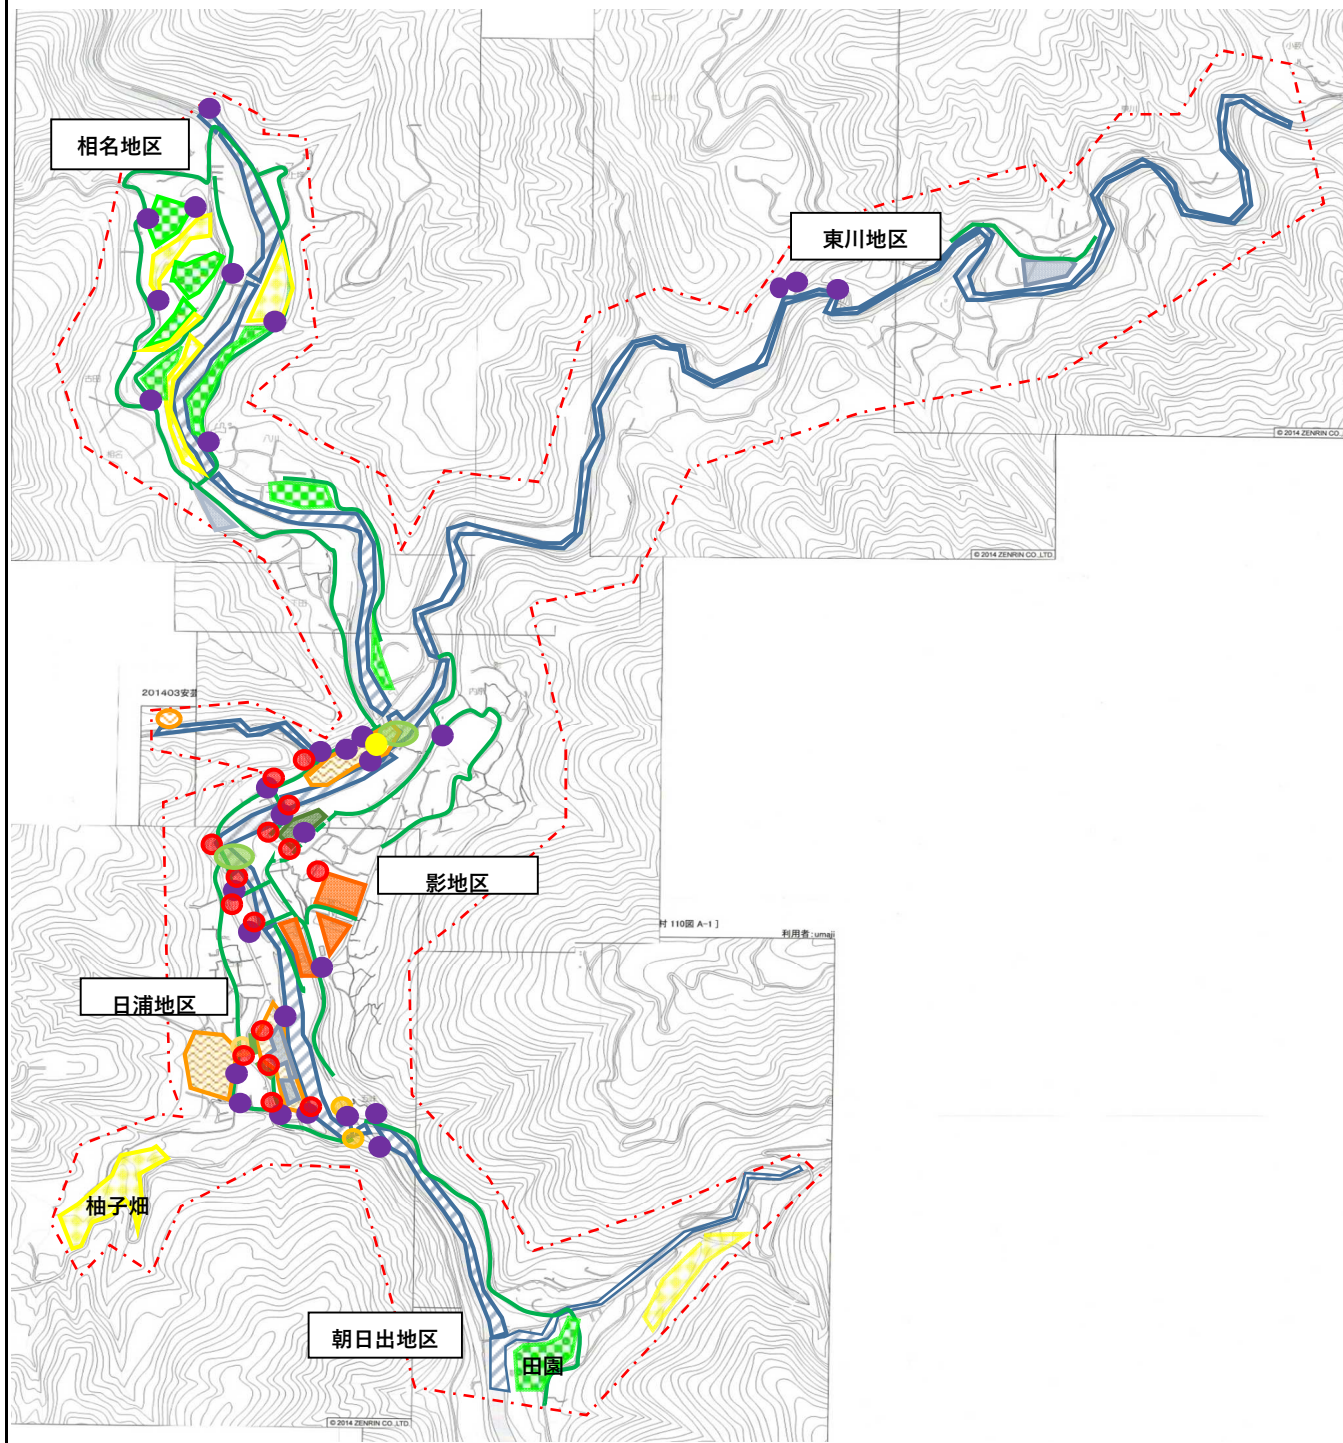 相名地区
東川地区
© 2014 ZENRIN CO.,
© 2014 ZENRIN CO.,LTD.
201403安芸
影地区
村 110図 A-1 ]
利用者:umaji
日浦地区
柚子畑
朝日出地区
田園
© 2014 ZENRIN CO.,LTD.